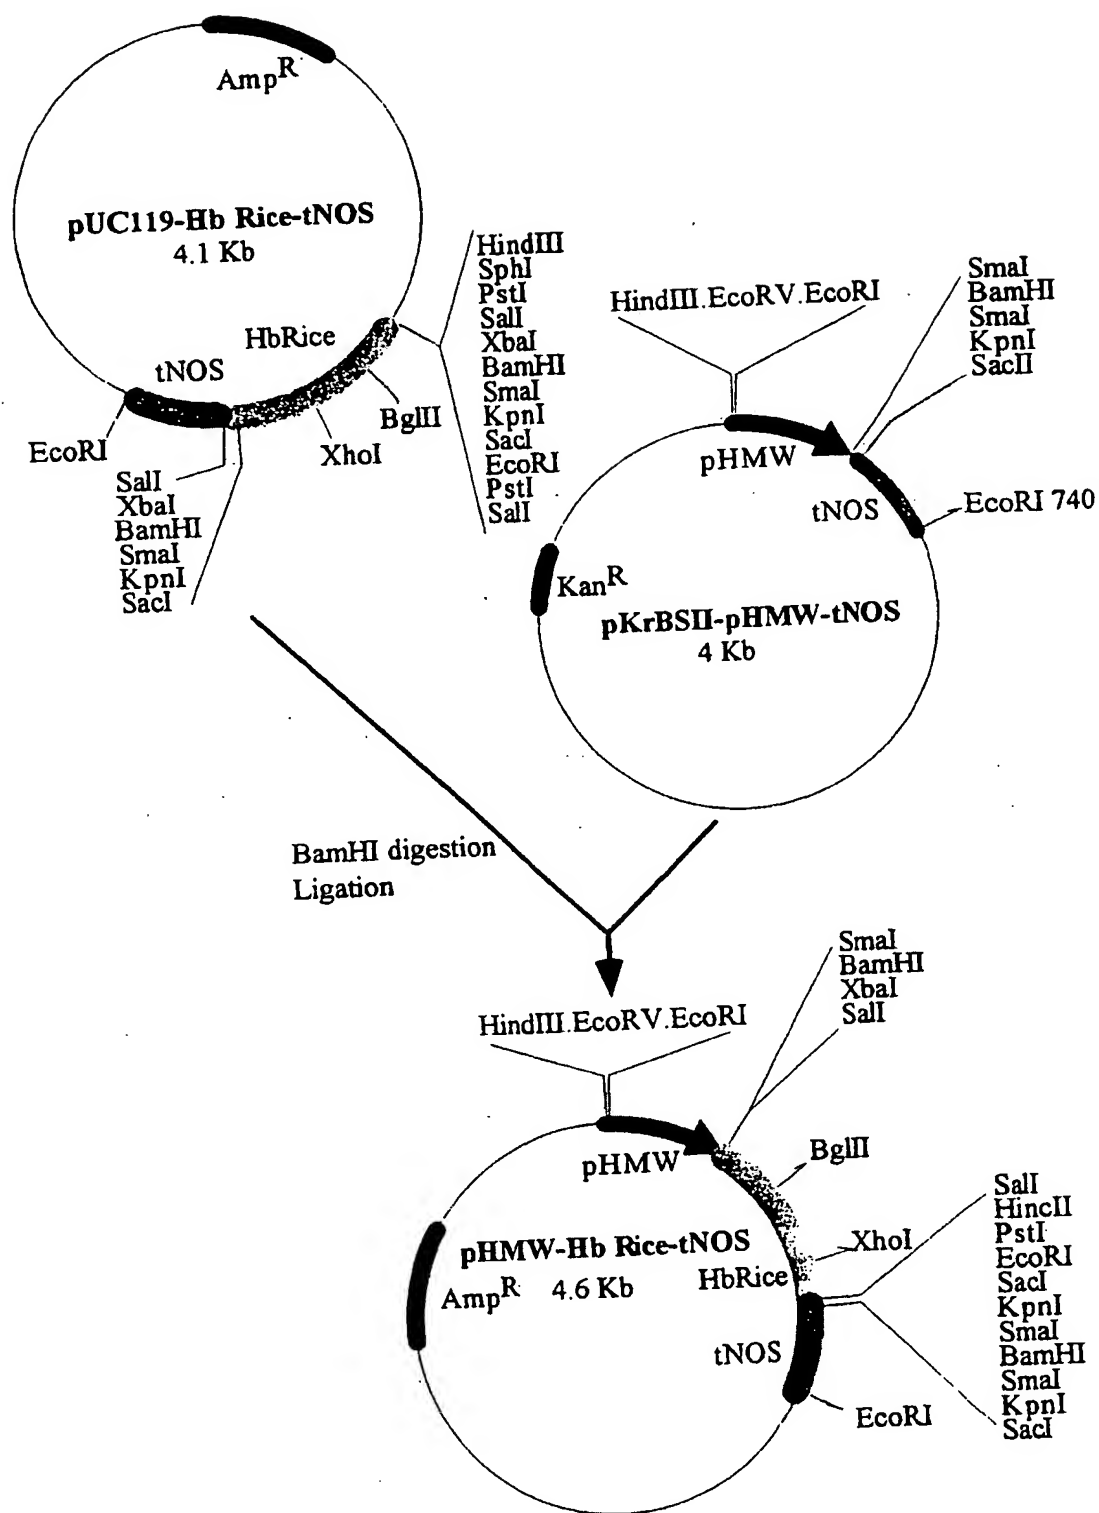 Amp^R
pUC119-Hb Rice-tNOS
4.1 Kb
HbRice
tNOS
EcoRI
XhoI
BglII
SalI
XbaI
BamHI
SmaI
KpnI
SacI
HindIII
SphI
PstI
SalI
XbaI
BamHI
SmaI
KpnI
SacI
EcoRI
PstI
SalI
HindIII.EcoRV.EcoRI
SmaI
BamHI
SmaI
KpnI
SacII
pHMW
tNOS
EcoRI 740
Kan^R
pKrBSII-pHMW-tNOS
4 Kb
BamHI digestion
Ligation
HindIII.EcoRV.EcoRI
SmaI
BamHI
XbaI
SalI
pHMW
BglII
XhoI
pHMW-Hb Rice-tNOS
HbRice
Amp^R
4.6 Kb
tNOS
EcoRI
SalI
HincII
PstI
EcoRI
SacI
KpnI
SmaI
BamHI
SmaI
KpnI
SacI